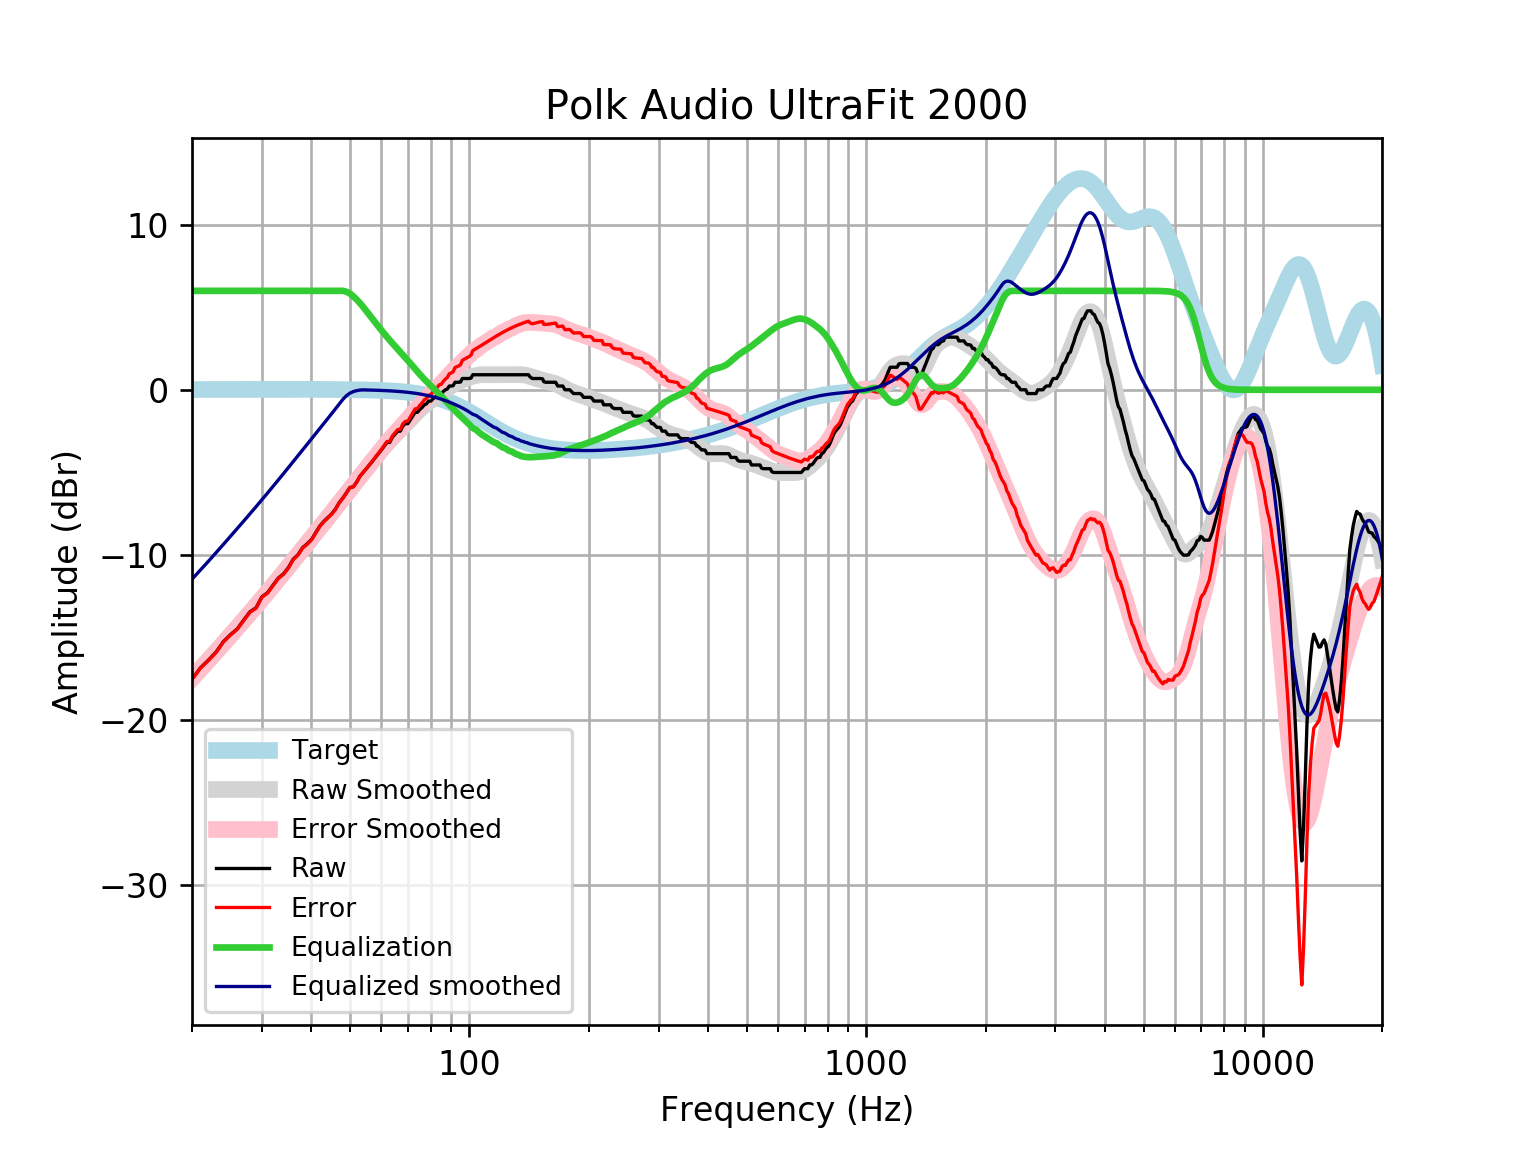 Polk Audio UltraFit 2000
10
0
−10
−20
−30
Amplitude (dBr)
Target
Raw Smoothed
Error Smoothed
Raw
Error
Equalization
Equalized smoothed
100
1000
10000
Frequency (Hz)